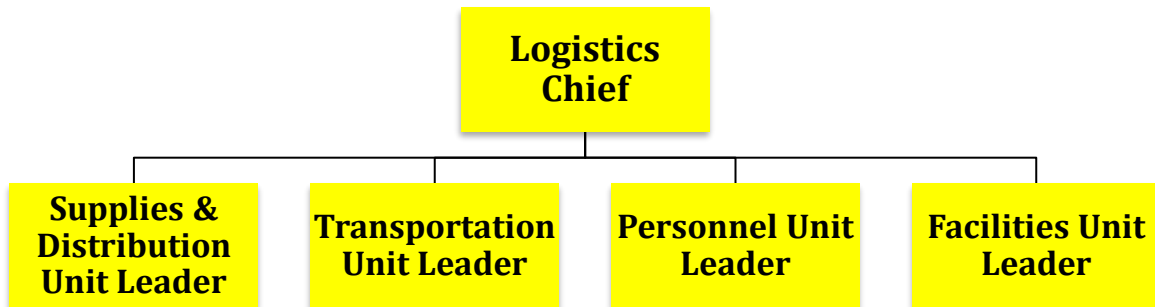 Logistics
Chief
Supplies &
Distribution
Unit Leader
Transportation
Unit Leader
Personnel Unit
Leader
Facilities Unit
Leader